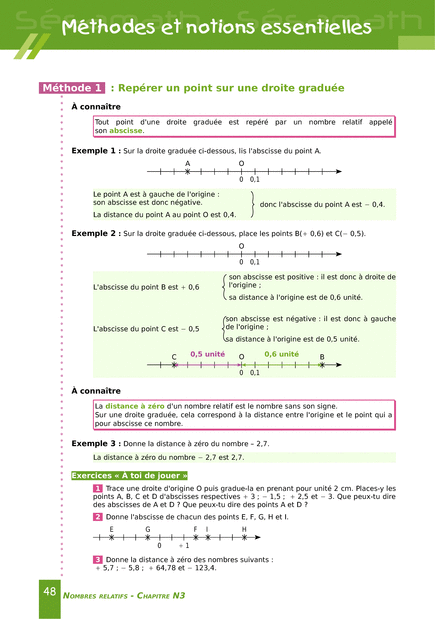 Sésamath Sésamath
Méthodes et notions essentielles
Méthode 1 : Repérer un point sur une droite graduée
À connaître
Tout point d'une droite graduée est repéré par un nombre relatif appelé
son abscisse.
Exemple 1 : Sur la droite graduée ci-dessous, lis l'abscisse du point A.
A O
0 0,1
Le point A est à gauche de l'origine :
son abscisse est donc négative.
La distance du point A au point O est 0,4.
donc l'abscisse du point A est − 0,4.
Exemple 2 : Sur la droite graduée ci-dessous, place les points B(+ 0,6) et C(− 0,5).
O
0 0,1
L'abscisse du point B est + 0,6
son abscisse est positive : il est donc à droite de
l'origine ;
sa distance à l'origine est de 0,6 unité.
L'abscisse du point C est − 0,5
son abscisse est négative : il est donc à gauche
de l'origine ;
sa distance à l'origine est de 0,5 unité.
C 0,5 unité O 0,6 unité B
0 0,1
À connaître
La distance à zéro d'un nombre relatif est le nombre sans son signe.
Sur une droite graduée, cela correspond à la distance entre l'origine et le point qui a
pour abscisse ce nombre.
Exemple 3 : Donne la distance à zéro du nombre – 2,7.
La distance à zéro du nombre − 2,7 est 2,7.
Exercices « À toi de jouer »
1 Trace une droite d'origine O puis gradue-la en prenant pour unité 2 cm. Places-y les
points A, B, C et D d'abscisses respectives + 3 ; − 1,5 ; + 2,5 et − 3. Que peux-tu dire
des abscisses de A et D ? Que peux-tu dire des points A et D ?
2 Donne l'abscisse de chacun des points E, F, G, H et I.
E G F I H
0 + 1
3 Donne la distance à zéro des nombres suivants :
+ 5,7 ; − 5,8 ; + 64,78 et − 123,4.
48 NOMBRES RELATIFS - CHAPITRE N3